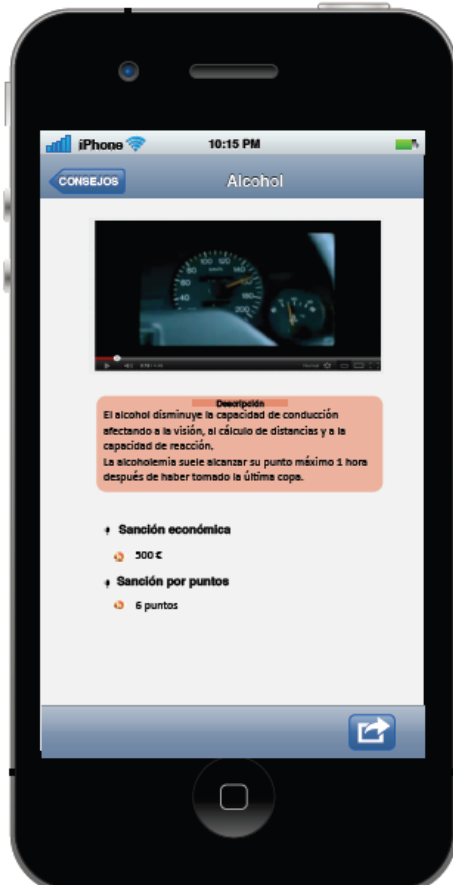 iPhone 10:15 PM
CONSEJOS Alcohol
Descripción
El alcohol disminuye la capacidad de conducción
afectando a la visión, al cálculo de distancias y a la
capacidad de reacción.
La alcoholemia suele alcanzar su punto máximo 1 hora
después de haber tomado la última copa.
Sanción económica
500 €
Sanción por puntos
6 puntos